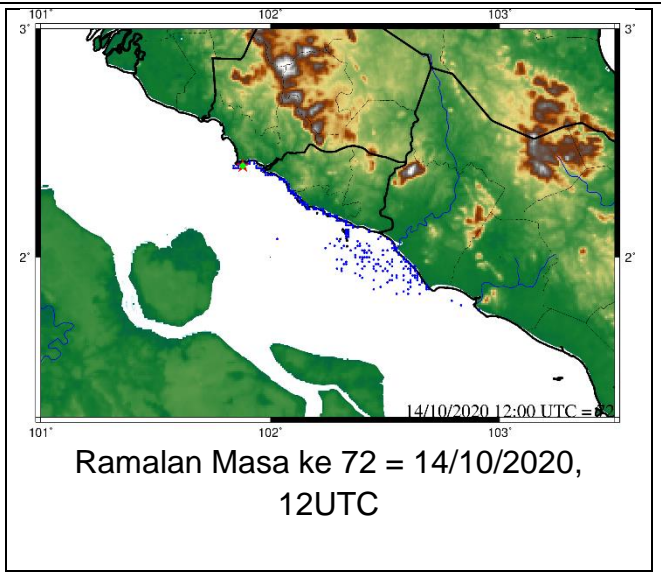 101° 102° 103°
3° 3°
2° 2°
14/10/2020 12:00 UTC = 72
101° 102° 103°
Ramalan Masa ke 72 = 14/10/2020,
12UTC